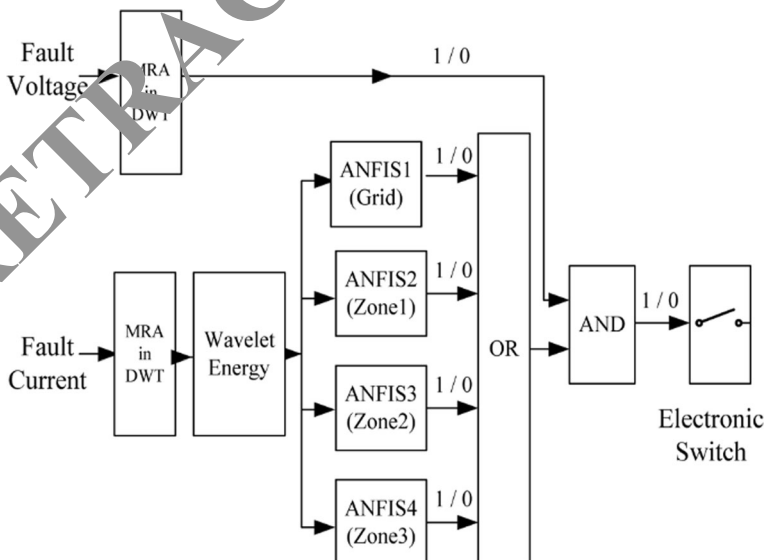 Fault
Voltage
MRA
in
DWT
1 / 0
ANFIS1
(Grid)
1 / 0
ANFIS2
(Zone1)
1 / 0
Fault
Current
MRA
in
DWT
Wavelet
Energy
ANFIS3
(Zone2)
1 / 0
ANFIS4
(Zone3)
1 / 0
OR
AND
1 / 0
Electronic
Switch
ETRAC